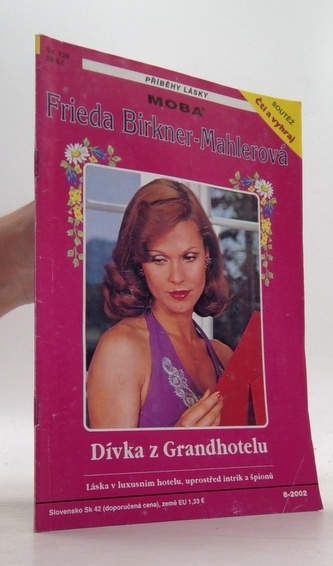 PŘÍBĚHY LÁSKY
MOBA
SOUTĚŽ
Čti a vyhraj
Frieda Birkner-Mahlerová
Dívka z Grandhotelu
Láska v luxusním hotelu, uprostřed intrik a špionů
8-2002
Slovensko Sk 42 (doporučená cena), země EU 1,33 €